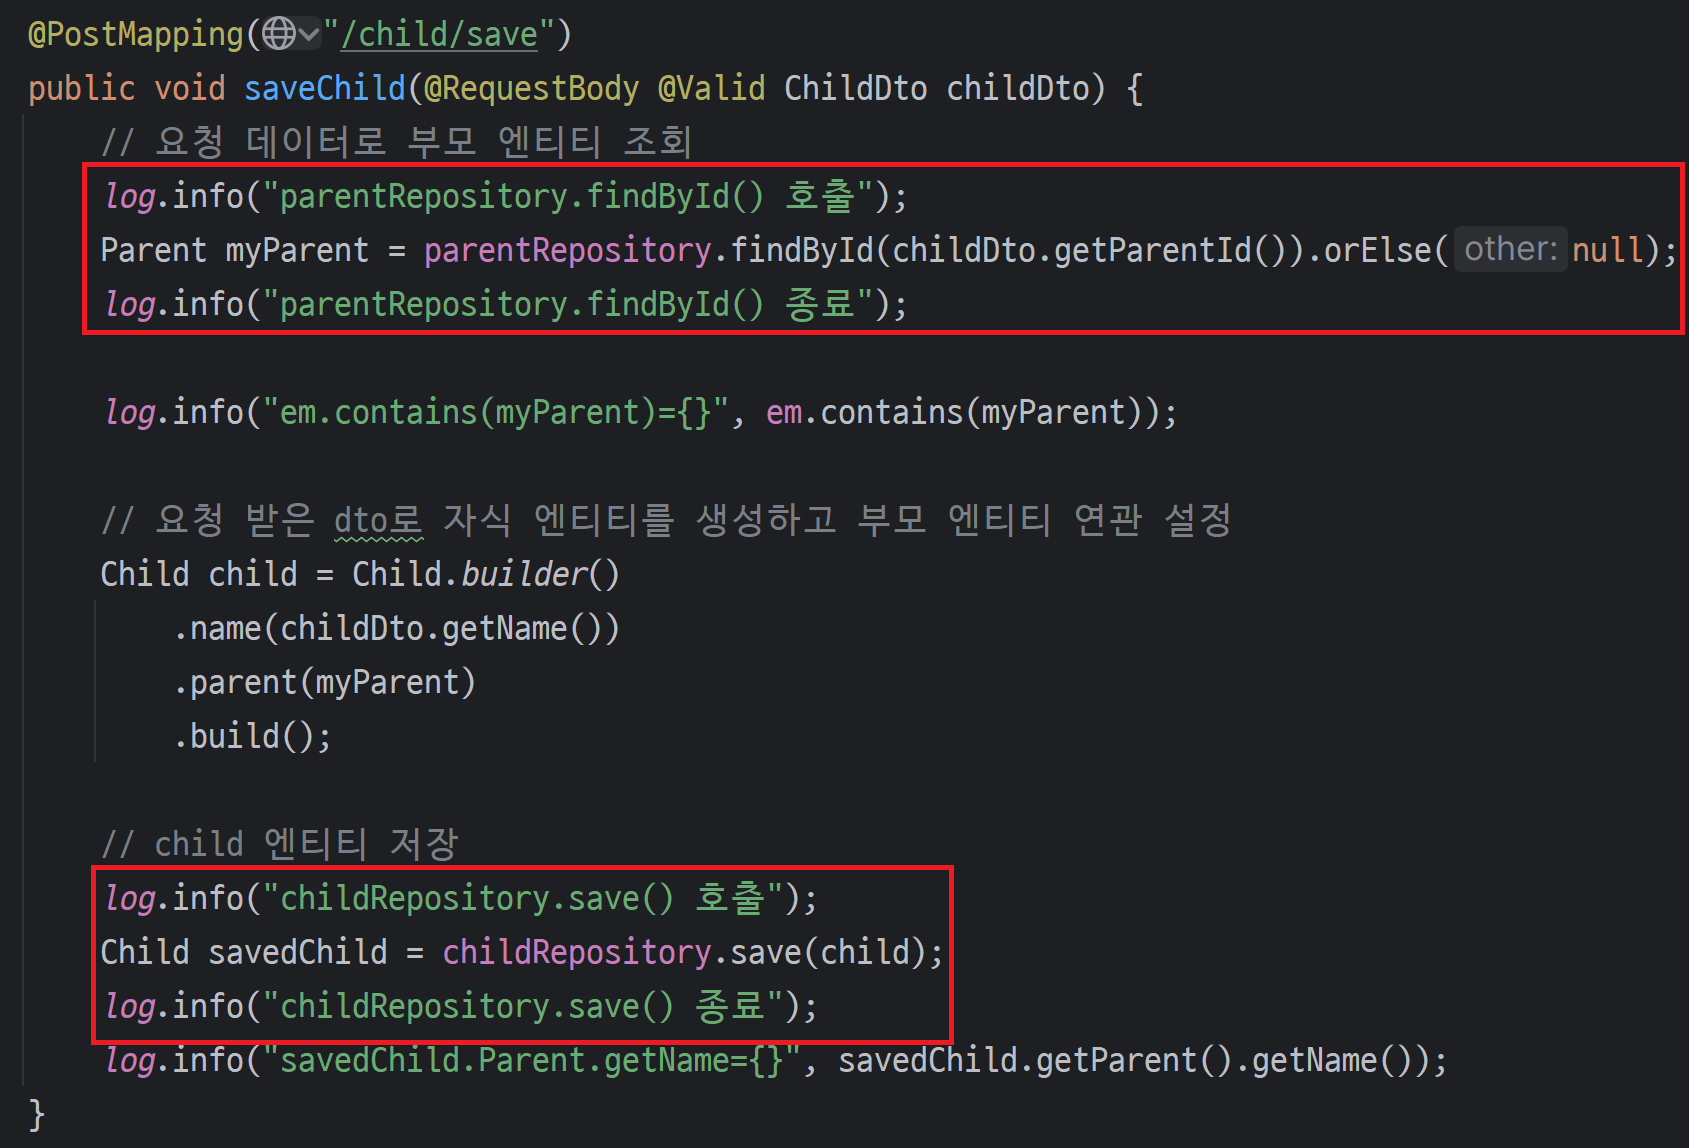 @PostMapping("/child/save")
public void saveChild(@RequestBody @Valid ChildDto childDto) {
// 요청 데이터로 부모 엔티티 조회
log.info("parentRepository.findById() 호출");
Parent myParent = parentRepository.findById(childDto.getParentId()).orElse( other: null);
log.info("parentRepository.findById() 종료");
log.info("em.contains(myParent)={}", em.contains(myParent));
// 요청 받은 dto로 자식 엔티티를 생성하고 부모 엔티티 연관 설정
Child child = Child.builder()
.name(childDto.getName())
.parent(myParent)
.build();
// child 엔티티 저장
log.info("childRepository.save() 호출");
Child savedChild = childRepository.save(child);
log.info("childRepository.save() 종료");
log.info("savedChild.Parent.getName={}", savedChild.getParent().getName());
}